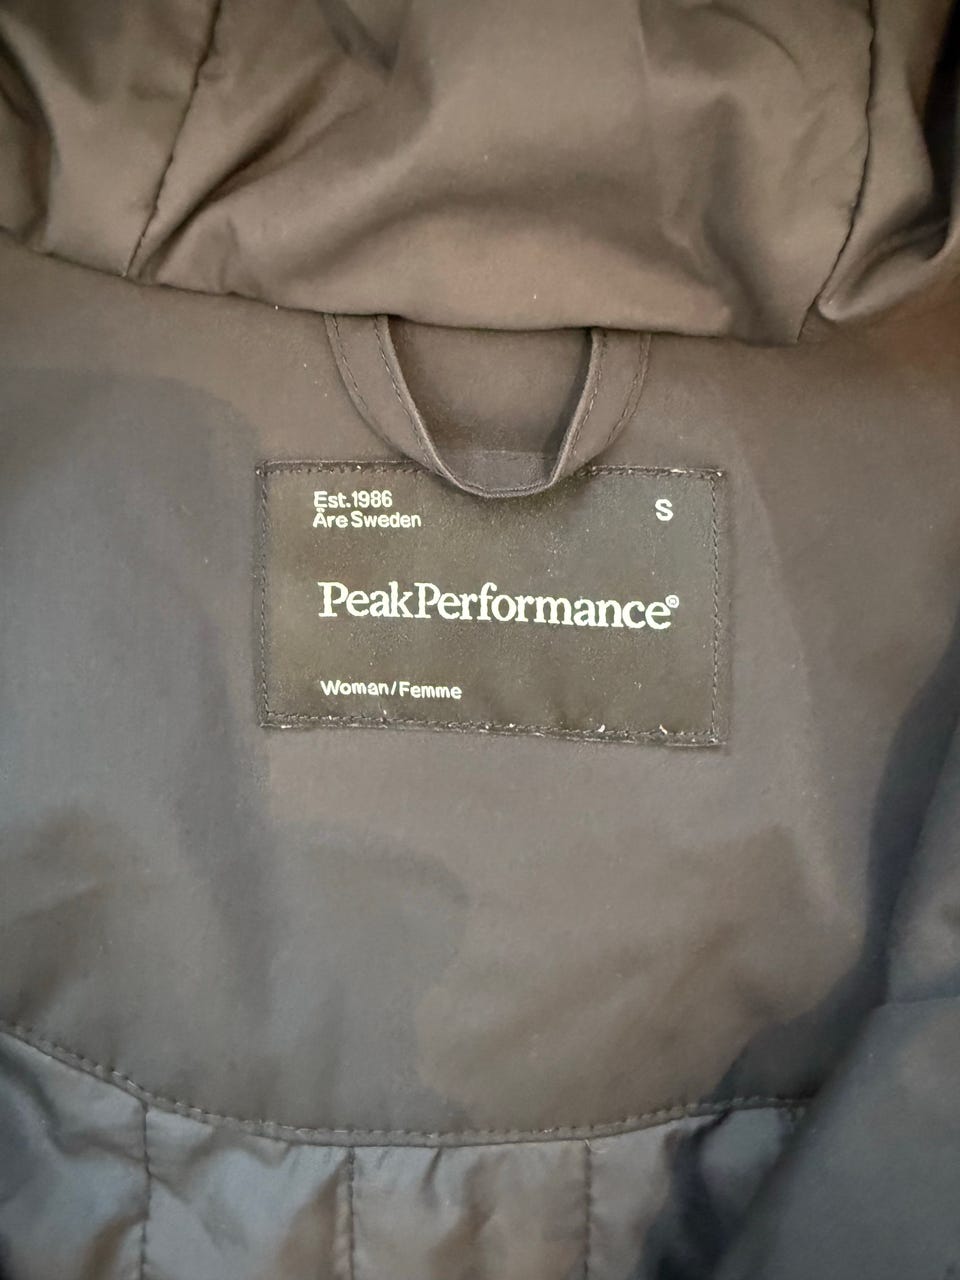 Est.1986
Åre Sweden
S
PeakPerformance®
Woman/Femme